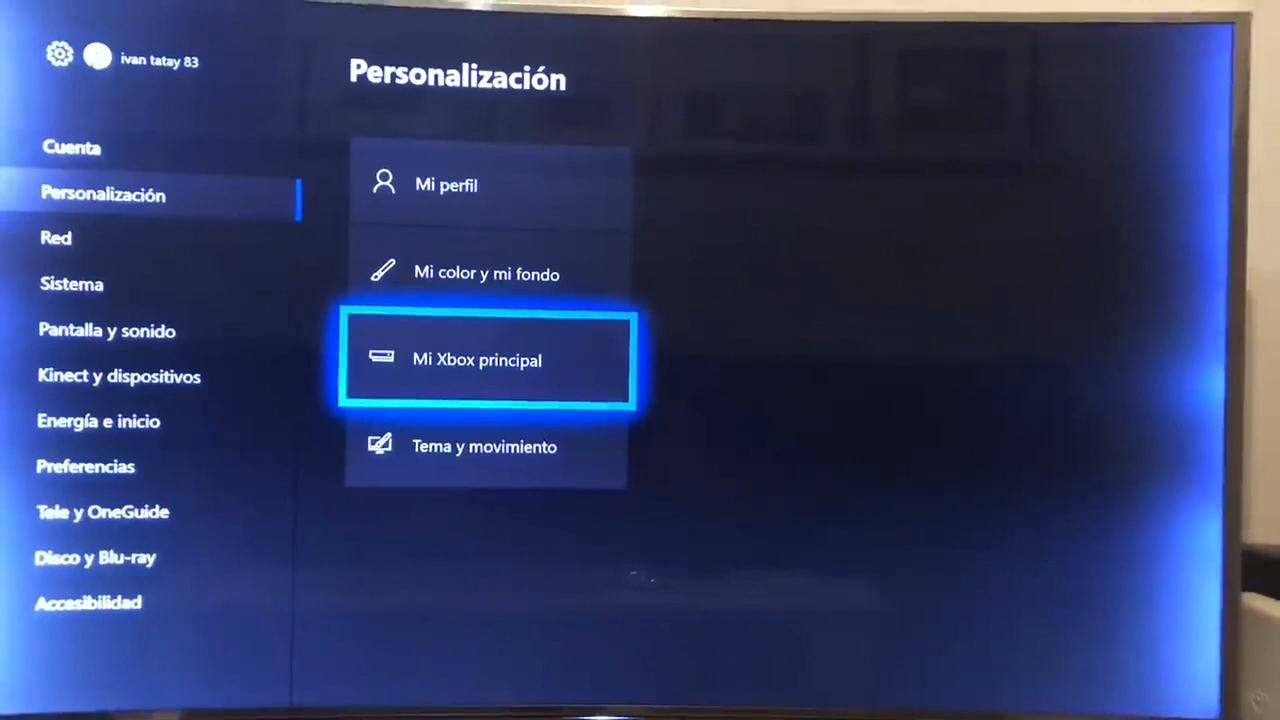 ivan tatay 83
Personalización
Cuenta
Personalización
Red
Sistema
Pantalla y sonido
Kinect y dispositivos
Energía e inicio
Preferencias
Tele y OneGuide
Disco y Blu-ray
Accesibilidad
Mi perfil
Mi color y mi fondo
Mi Xbox principal
Tema y movimiento